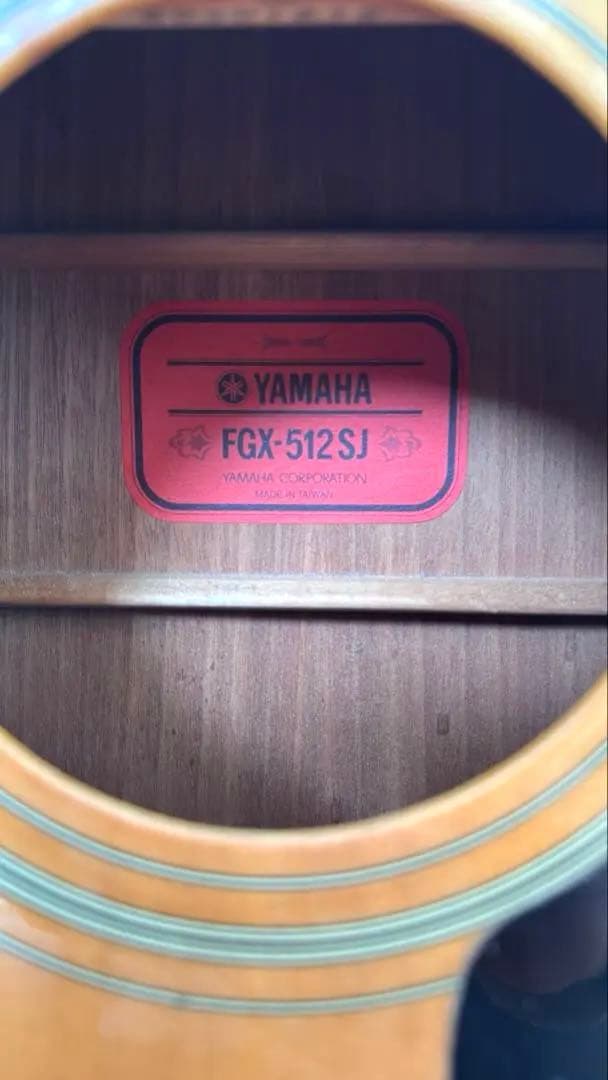 YAMAHA
FGX-512SJ
YAMAHA CORPORATION
MADE IN TAIWAN